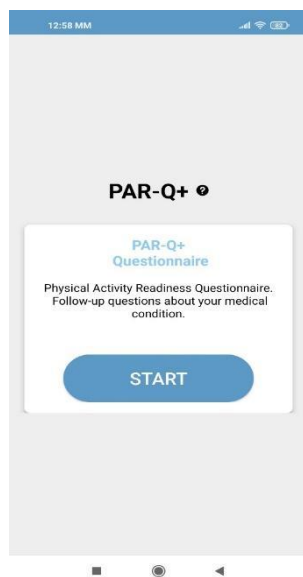 12:58 MM
PAR-Q+ ?
PAR-Q+
Questionnaire
Physical Activity Readiness Questionnaire.
Follow-up questions about your medical
condition.
START